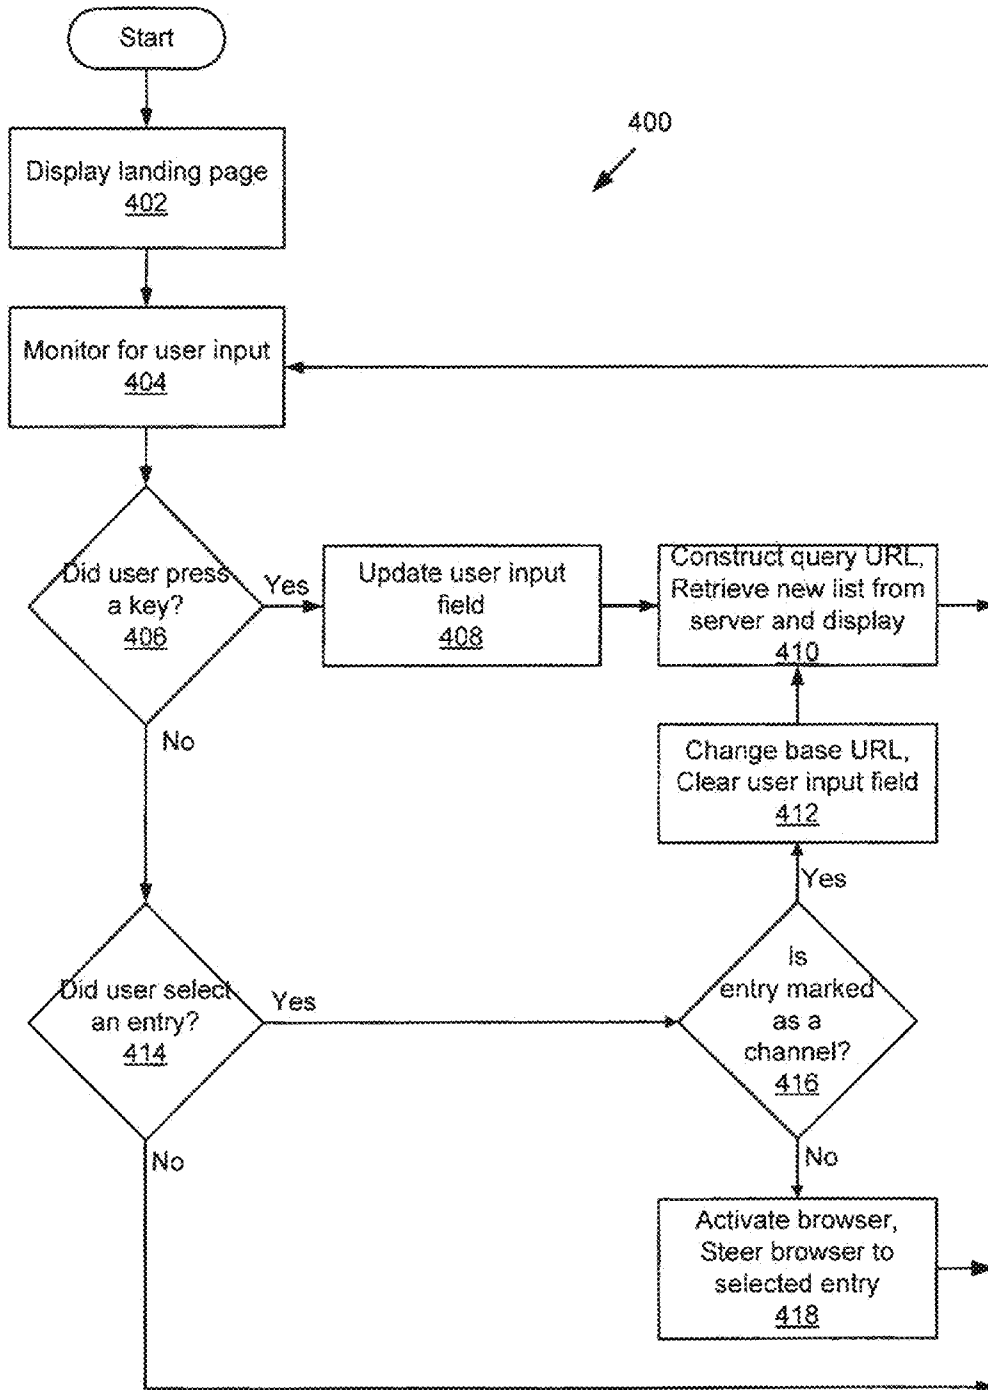 Start
400
Display landing page
402
Monitor for user input
404
Did user press
a key?
406
Yes
Update user input
field
408
Construct query URL,
Retrieve new list from
server and display
410
No
Change base URL,
Clear user input field
412
Yes
Did user select
an entry?
414
Yes
Is
entry marked
as a
channel?
416
No
No
Activate browser,
Steer browser to
selected entry
418